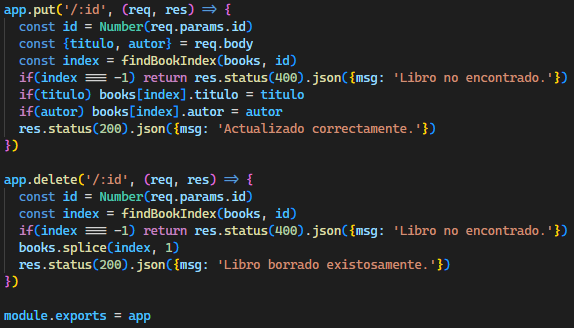 app.put('/:id', (req, res) => {
  const id = Number(req.params.id)
  const {titulo, autor} = req.body
  const index = findBookIndex(books, id)
  if(index === -1) return res.status(400).json({msg: 'Libro no encontrado.'})
  if(titulo) books[index].titulo = titulo
  if(autor) books[index].autor = autor
  res.status(200).json({msg: 'Actualizado correctamente.'})
})

app.delete('/:id', (req, res) => {
  const id = Number(req.params.id)
  const index = findBookIndex(books, id)
  if(index === -1) return res.status(400).json({msg: 'Libro no encontrado.'})
  books.splice(index, 1)
  res.status(200).json({msg: 'Libro borrado existosamente.'})
})

module.exports = app